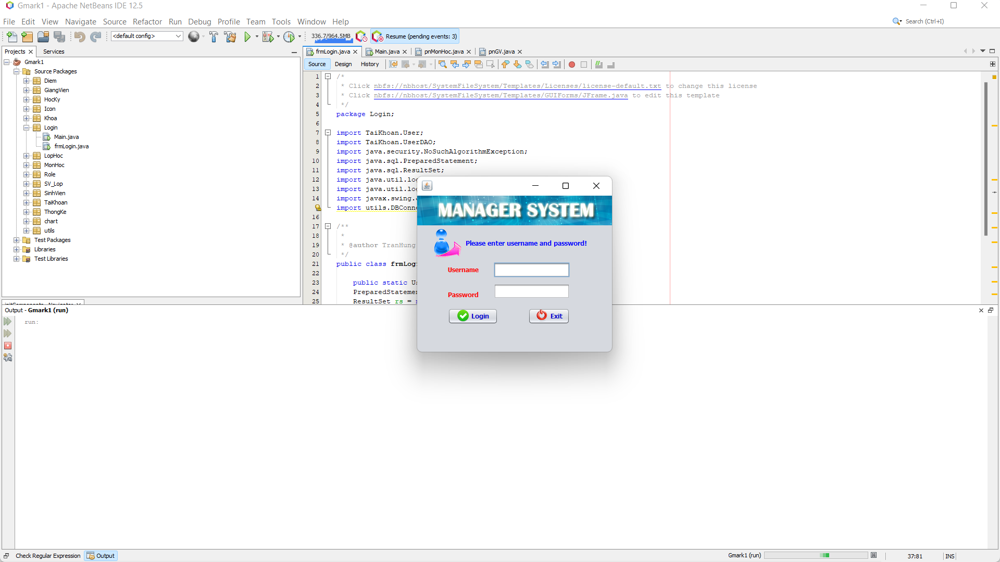 Gmark1 - Apache NetBeans IDE 12.5
File Edit View Navigate Source Refactor Run Debug Profile Team Tools Window Help
Search (Ctrl+I)
<default config>
336.7/964.5MB
Resume (pending events: 3)
Projects
Services
Gmark1
Source Packages
Diem
GiangVien
HocKy
Icon
Khoa
Login
Main.java
frmLogin.java
LopHoc
MonHoc
Role
SV_Lop
SinhVien
TaiKhoan
ThongKe
chart
utils
Test Packages
Libraries
Test Libraries
frmLogin.java
Main.java
pnMonHoc.java
pnGV.java
Source
Design
History
1 /*
2 * Click nbfs://nbhost/SystemFileSystem/Templates/Licenses/license-default.txt to change this license
3 * Click nbfs://nbhost/SystemFileSystem/Templates/GUIForms/JFrame.java to edit this template
4 */
5 package Login;
6
7 import TaiKhoan.User;
8 import TaiKhoan.UserDAO;
9 import java.security.NoSuchAlgorithmException;
10 import java.sql.PreparedStatement;
11 import java.sql.ResultSet;
12 import java.util.log
13 import java.util.log
14 import javax.swing.
import utils.DBConne
16
17 /**
18 *
19 * @author TranHung
20 */
21 public class frmLog
22
23 public static Us
24 PreparedStatemen
25 ResultSet rs =
MANAGER SYSTEM
Please enter username and password!
Username
Password
Login
Exit
Output - Gmark1 (run)
run:
Check Regular Expression
Output
Gmark1 (run)
37:81
INS